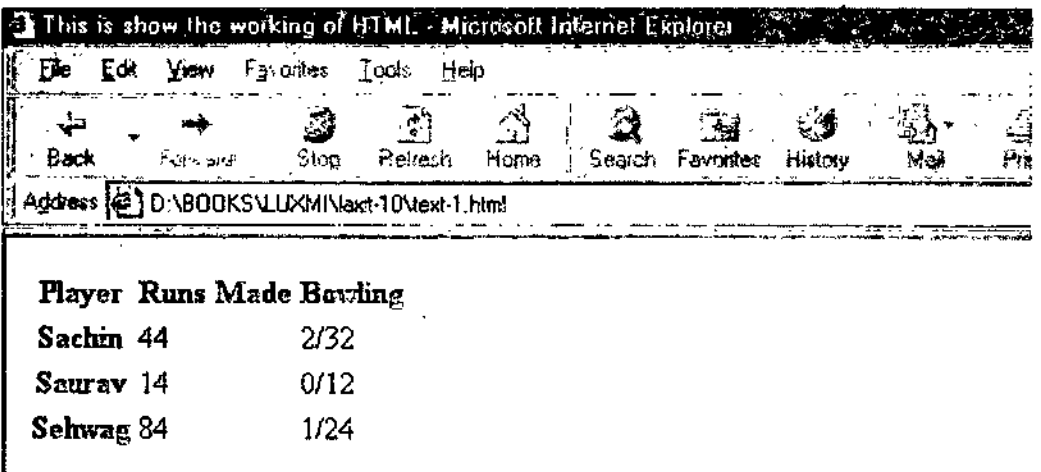 This is show the working of HTML - Microsoft Internet Explorer
File Edit View Favorites Tools Help
Back Forward Stop Refresh Home Search Favorites History Mail
Address D:\BOOKS\LUXMI\laxt-10\text-1.html
Player Runs Made Bowling
Sachin 44 2/32
Saurav 14 0/12
Sehwag 84 1/24